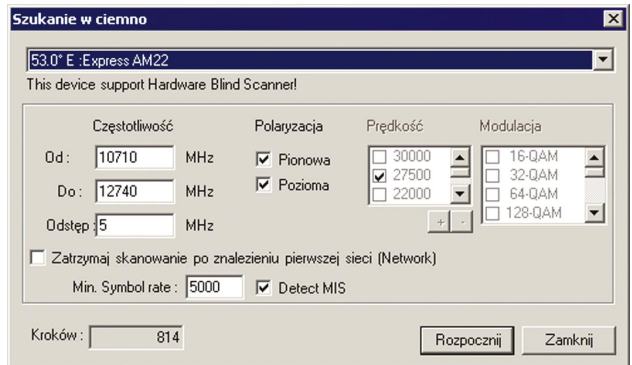 Szukanie w ciemno
53.0° E :Express AM22
This device support Hardware Blind Scanner!
Częstotliwość Polaryzacja Prędkość Modulacja
Od : 10710 MHz Pionowa 30000 16-QAM
27500 32-QAM
Do : 12740 MHz Pozioma 22000 64-QAM
128-QAM
Odstęp : 5 MHz + -
Zatrzymaj skanowanie po znalezieniu pierwszej sieci (Network)
Min. Symbol rate : 5000 Detect MIS
Kroków : 814 Rozpocznij Zamknij